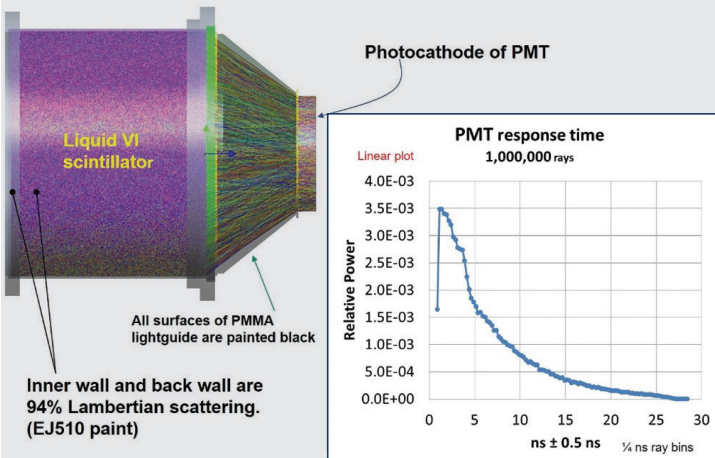 Photocathode of PMT
Liquid VI
scintillator
All surfaces of PMMA
lightguide are painted black
Inner wall and back wall are
94% Lambertian scattering.
(EJ510 paint)
PMT response time
Linear plot
1,000,000 rays
Relative Power
4.0E-03
3.5E-03
3.0E-03
2.5E-03
2.0E-03
1.5E-03
1.0E-03
5.0E-04
0.0E+00
0 5 10 15 20 25 30
ns ± 0.5 ns
¼ ns ray bins